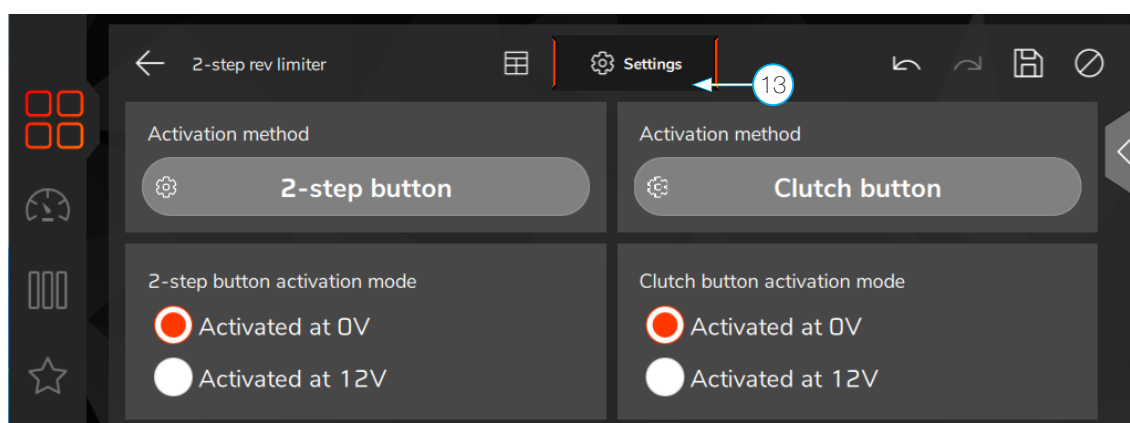 2-step rev limiter
Settings
13
Activation method
2-step button
Activation method
Clutch button
2-step button activation mode
Activated at 0V
Activated at 12V
Clutch button activation mode
Activated at 0V
Activated at 12V